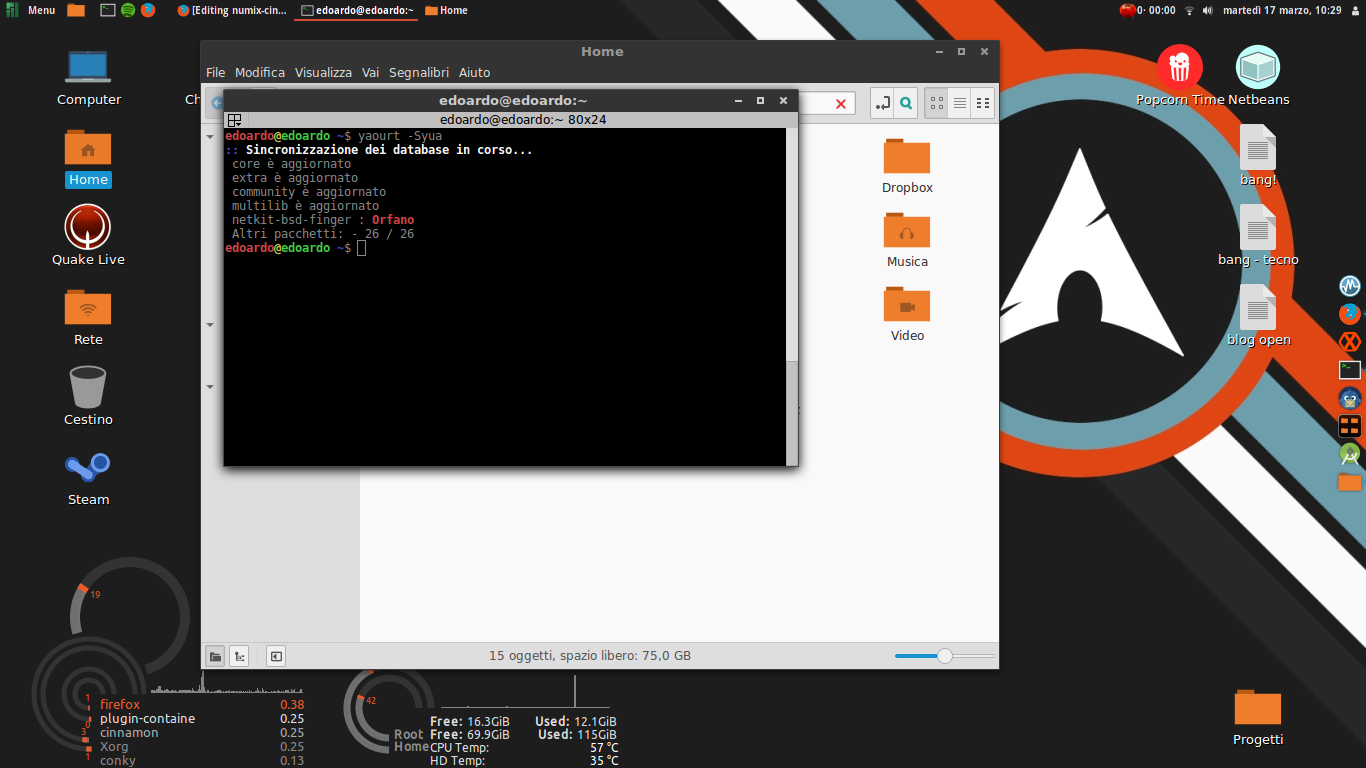 Menu
[Editing numix-cin...
edoardo@edoardo:~
Home
0· 00:00
martedì 17 marzo, 10:29
Home
File Modifica Visualizza Vai Segnalibri Aiuto
edoardo@edoardo:~
edoardo@edoardo:~ 80x24
edoardo@edoardo ~$ yaourt -Syua
:: Sincronizzazione dei database in corso...
core è aggiornato
extra è aggiornato
community è aggiornato
multilib è aggiornato
netkit-bsd-finger : Orfano
Altri pacchetti: - 26 / 26
edoardo@edoardo ~$
Computer
Ch
Home
Quake Live
Rete
Cestino
Steam
Dropbox
Musica
Video
15 oggetti, spazio libero: 75,0 GB
Popcorn Time
Netbeans
bang!
bang - tecno
blog open
Progetti
19
1
0
3
1
firefox 0.38
plugin-containe 0.25
cinnamon 0.25
Xorg 0.25
conky 0.13
42
Root Free: 16.3GiB Used: 12.1GiB
Home Free: 69.9GiB Used: 115GiB
CPU Temp: 57 °C
HD Temp: 35 °C